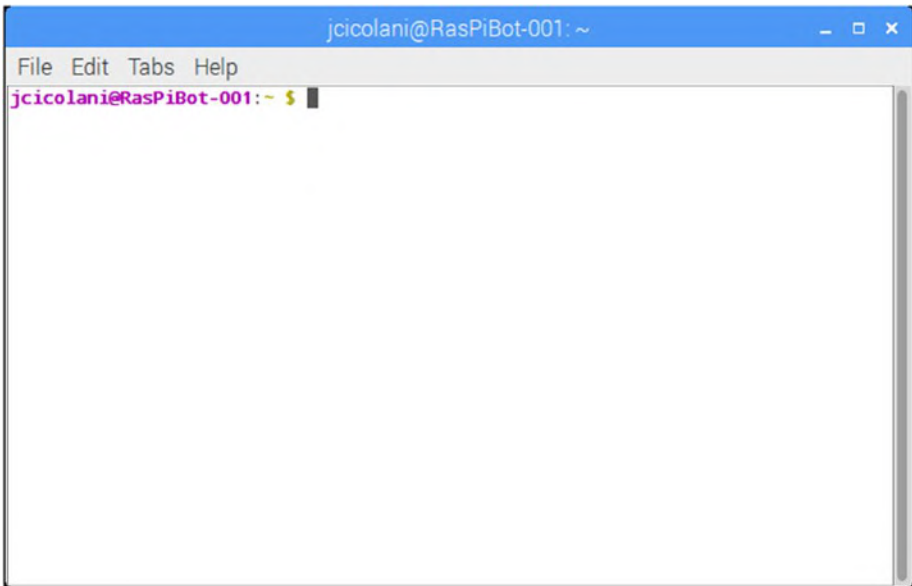 jcicolani@RasPiBot-001: ~
File Edit Tabs Help
jcicolani@RasPiBot-001:~ $